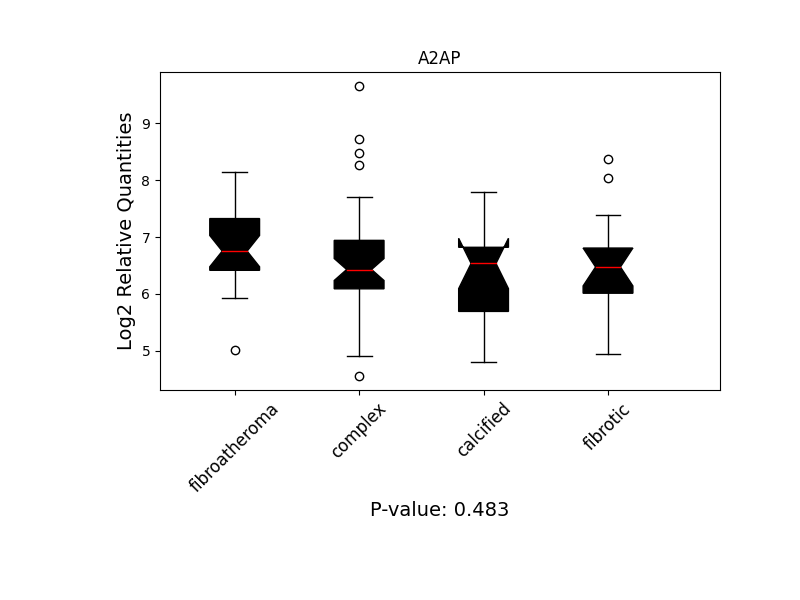 A2AP
Log2 Relative Quantities
9
8
7
6
5
fibroatheroma
complex
calcified
fibrotic
P-value: 0.483